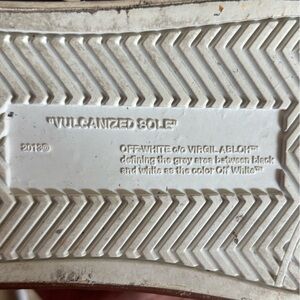 "VULCANIZED SOLE"
2013®
OFF-WHITE c/o VIRGIL ABLOH™
defining the grey area between black
and white as the color Off White™